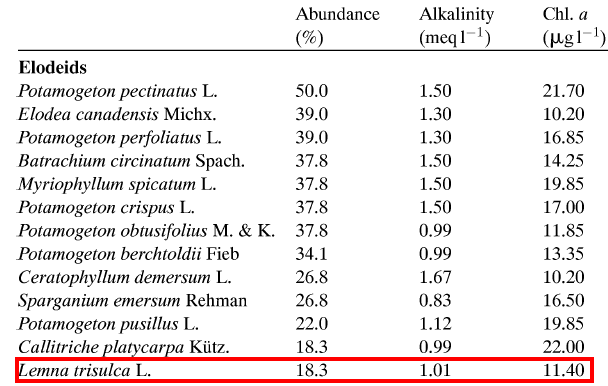 Abundance Alkalinity Chl. a
(%) (meq l⁻¹) (µg l⁻¹)
Elodeids
Potamogeton pectinatus L. 50.0 1.50 21.70
Elodea canadensis Michx. 39.0 1.30 10.20
Potamogeton perfoliatus L. 39.0 1.30 16.85
Batrachium circinatum Spach. 37.8 1.50 14.25
Myriophyllum spicatum L. 37.8 1.50 19.85
Potamogeton crispus L. 37.8 1.50 17.00
Potamogeton obtusifolius M. & K. 37.8 0.99 11.85
Potamogeton berchtoldii Fieb 34.1 0.99 13.35
Ceratophyllum demersum L. 26.8 1.67 10.20
Sparganium emersum Rehman 26.8 0.83 16.50
Potamogeton pusillus L. 22.0 1.12 19.85
Callitriche platycarpa Kütz. 18.3 0.99 22.00
Lemna trisulca L. 18.3 1.01 11.40